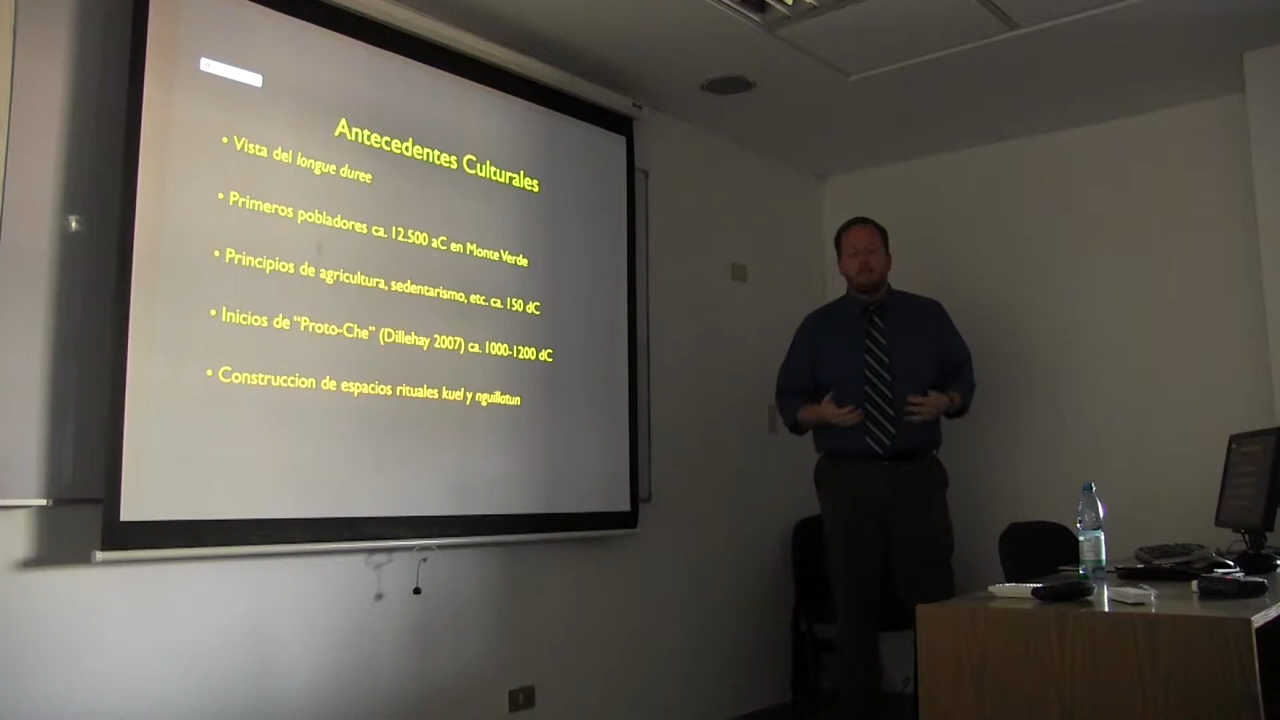 Antecedentes Culturales
• Vista del longue duree
• Primeros pobladores ca. 12.500 aC en Monte Verde
• Principios de agricultura, sedentarismo, etc. ca. 150 dC
• Inicios de “Proto-Che” (Dillehay 2007) ca. 1000-1200 dC
• Construccion de espacios rituales kuel y nguillatun